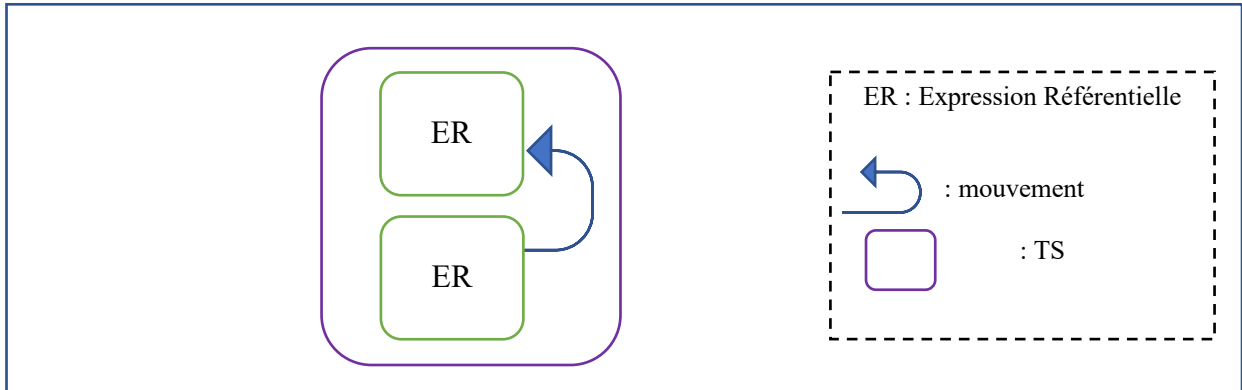 ER
ER
ER : Expression Référentielle
: mouvement
: TS